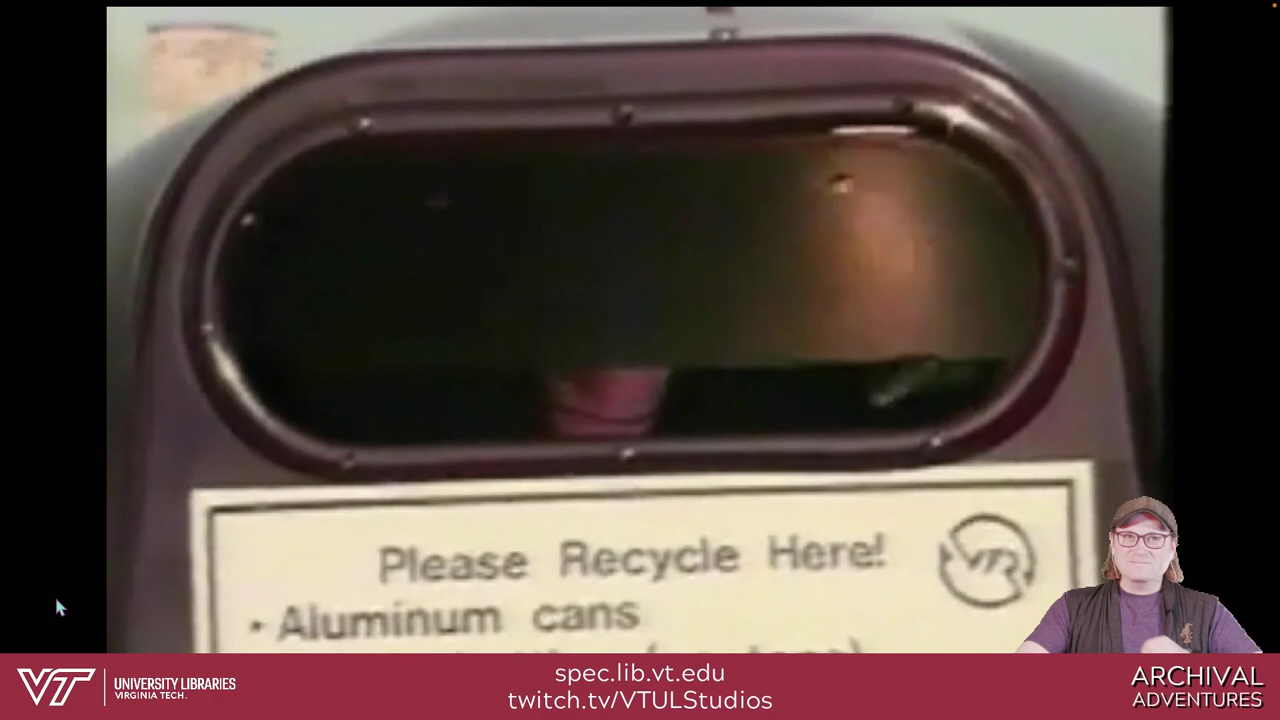 Please Recycle Here!
VTR
• Aluminum cans
VT
UNIVERSITY LIBRARIES
VIRGINIA TECH.
spec.lib.vt.edu
twitch.tv/VTULStudios
ARCHIVAL
ADVENTURES